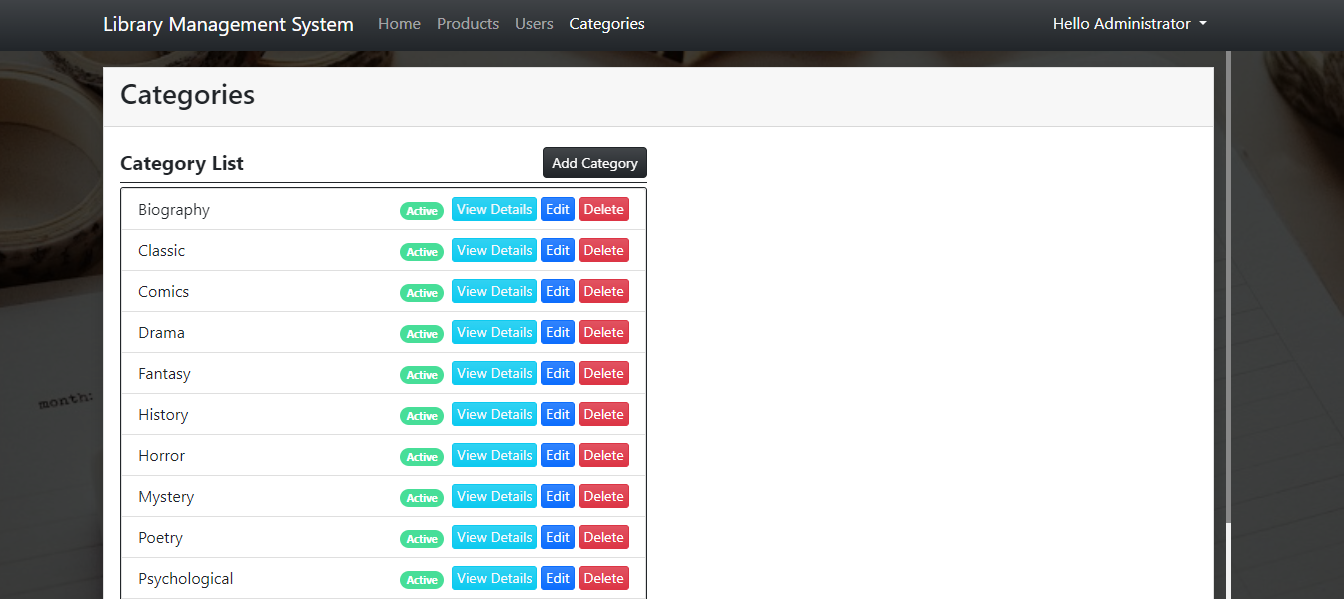 Library Management System Home Products Users Categories Hello Administrator
Categories
Category List Add Category
Biography Active View Details Edit Delete
Classic Active View Details Edit Delete
Comics Active View Details Edit Delete
Drama Active View Details Edit Delete
Fantasy Active View Details Edit Delete
month:
History Active View Details Edit Delete
Horror Active View Details Edit Delete
Mystery Active View Details Edit Delete
Poetry Active View Details Edit Delete
Psychological Active View Details Edit Delete